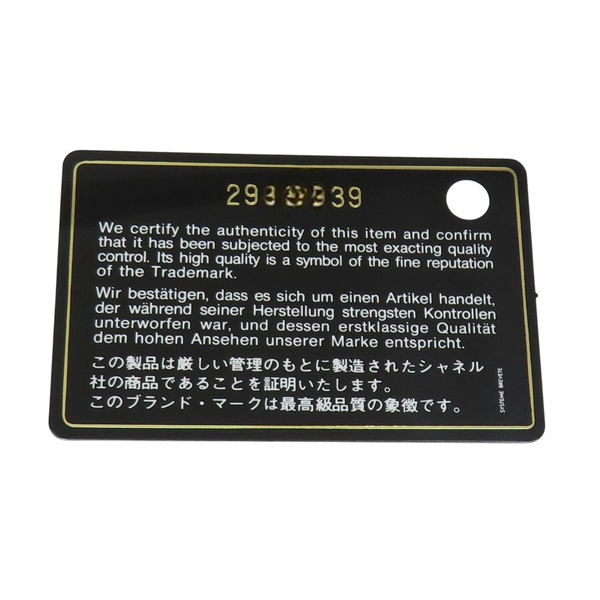 We certify the authenticity of this item and confirm
that it has been subjected to the most exacting quality
control. Its high quality is a symbol of the fine reputation
of the Trademark.
Wir bestätigen, dass es sich um einen Artikel handelt,
der während seiner Herstellung strengsten Kontrollen
unterworfen war, und dessen erstklassige Qualität
dem hohen Ansehen unserer Marke entspricht.
この製品は厳しい管理のもとに製造されたシャネル
社の商品であることを証明いたします。
このブランド・マークは最高級品質の象徴です。
SYSTEME BREVETE